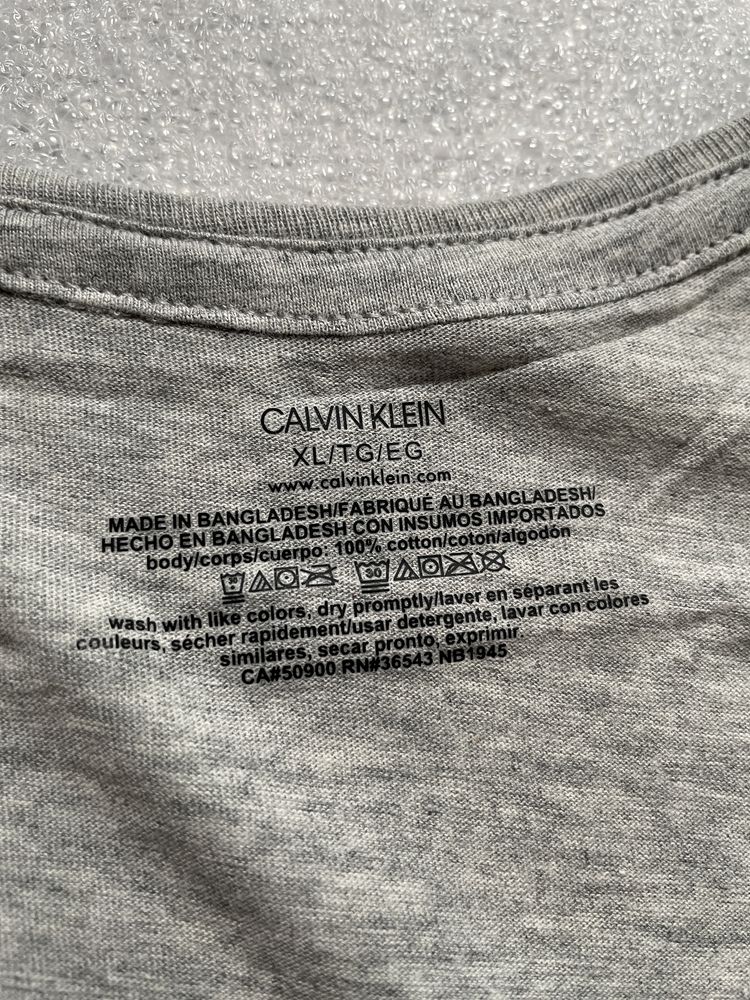 CALVIN KLEIN
XL/TG/EG
www.calvinklein.com
MADE IN BANGLADESH/FABRIQUÉ AU BANGLADESH/
HECHO EN BANGLADESH CON INSUMOS IMPORTADOS
body/corps/cuerpo: 100% cotton/coton/algodón
30 30
wash with like colors, dry promptly/laver en séparant les
couleurs, sécher rapidement/usar detergente, lavar con colores
similares, secar pronto, exprimir.
CA#50900 RN#36543 NB1945